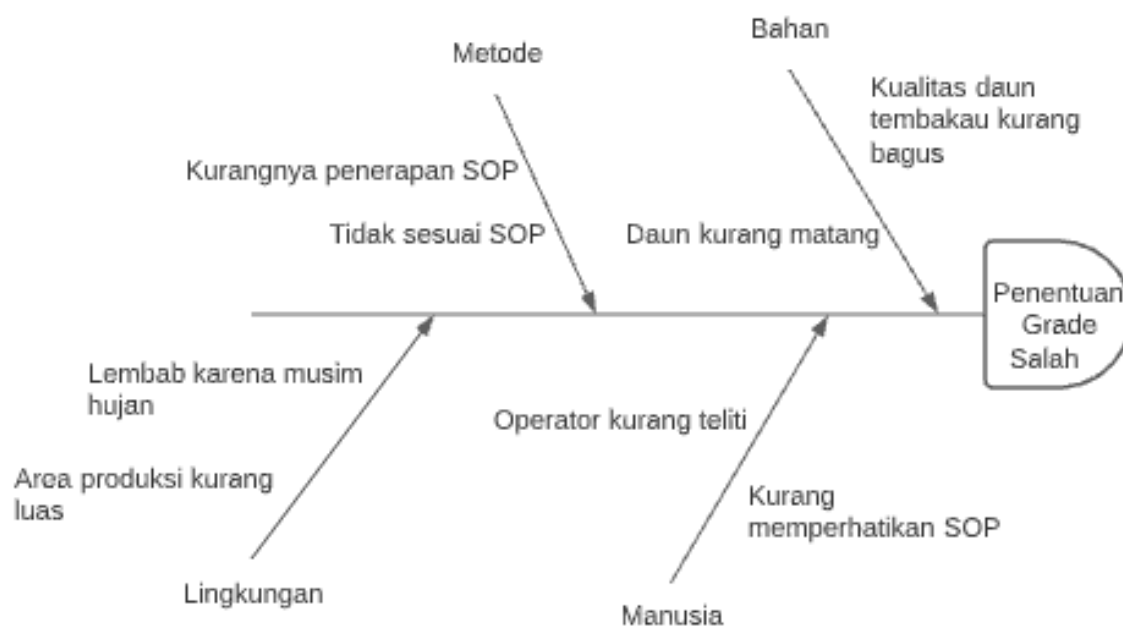 Metode
Bahan
Kualitas daun
tembakau kurang
bagus
Kurangnya penerapan SOP
Tidak sesuai SOP
Daun kurang matang
Penentuan
Grade
Salah
Lembab karena musim
hujan
Operator kurang teliti
Area produksi kurang
luas
Kurang
memperhatikan SOP
Lingkungan
Manusia